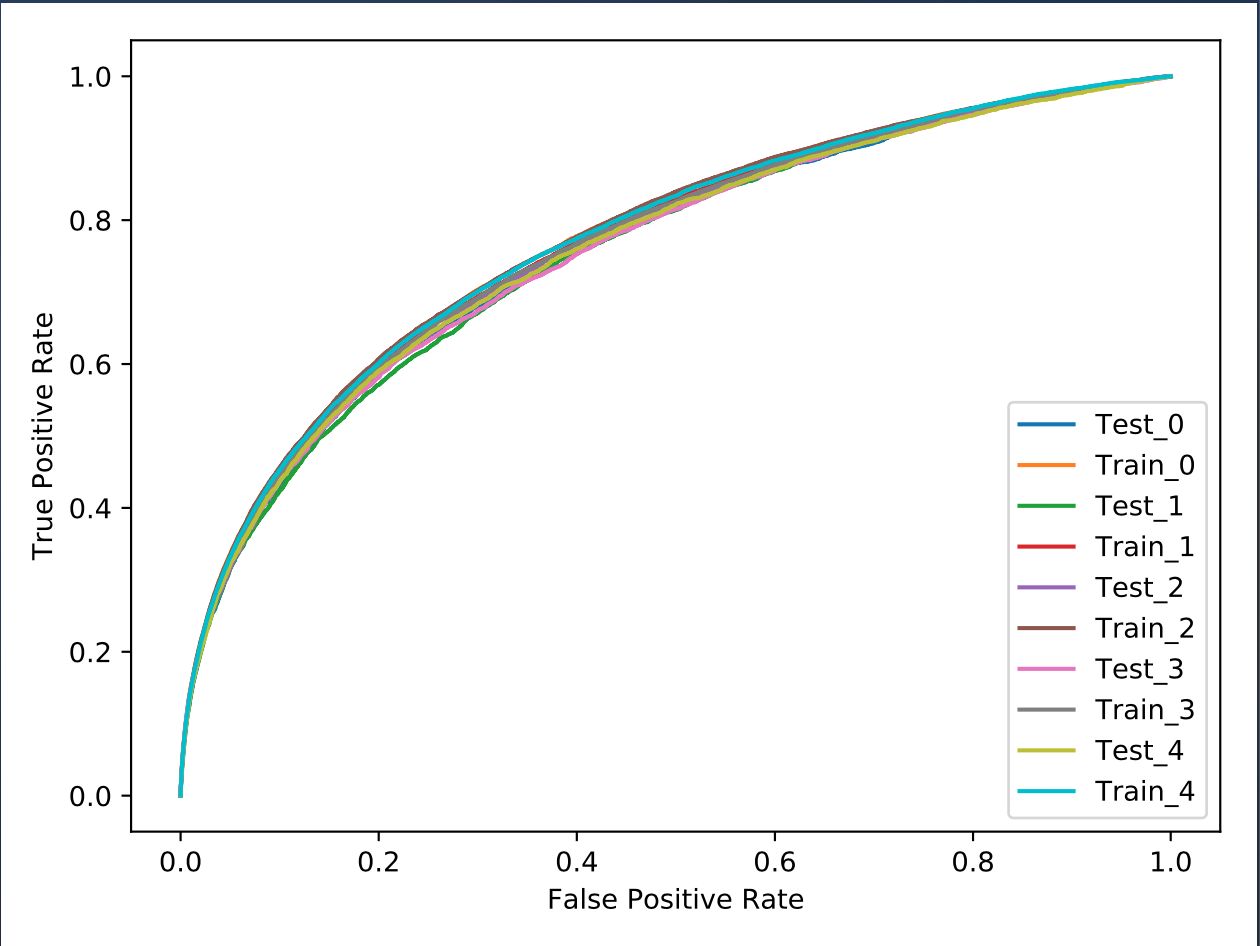 1.0
0.8
0.6
0.4
0.2
0.0
True Positive Rate
0.0 0.2 0.4 0.6 0.8 1.0
False Positive Rate
Test_0
Train_0
Test_1
Train_1
Test_2
Train_2
Test_3
Train_3
Test_4
Train_4